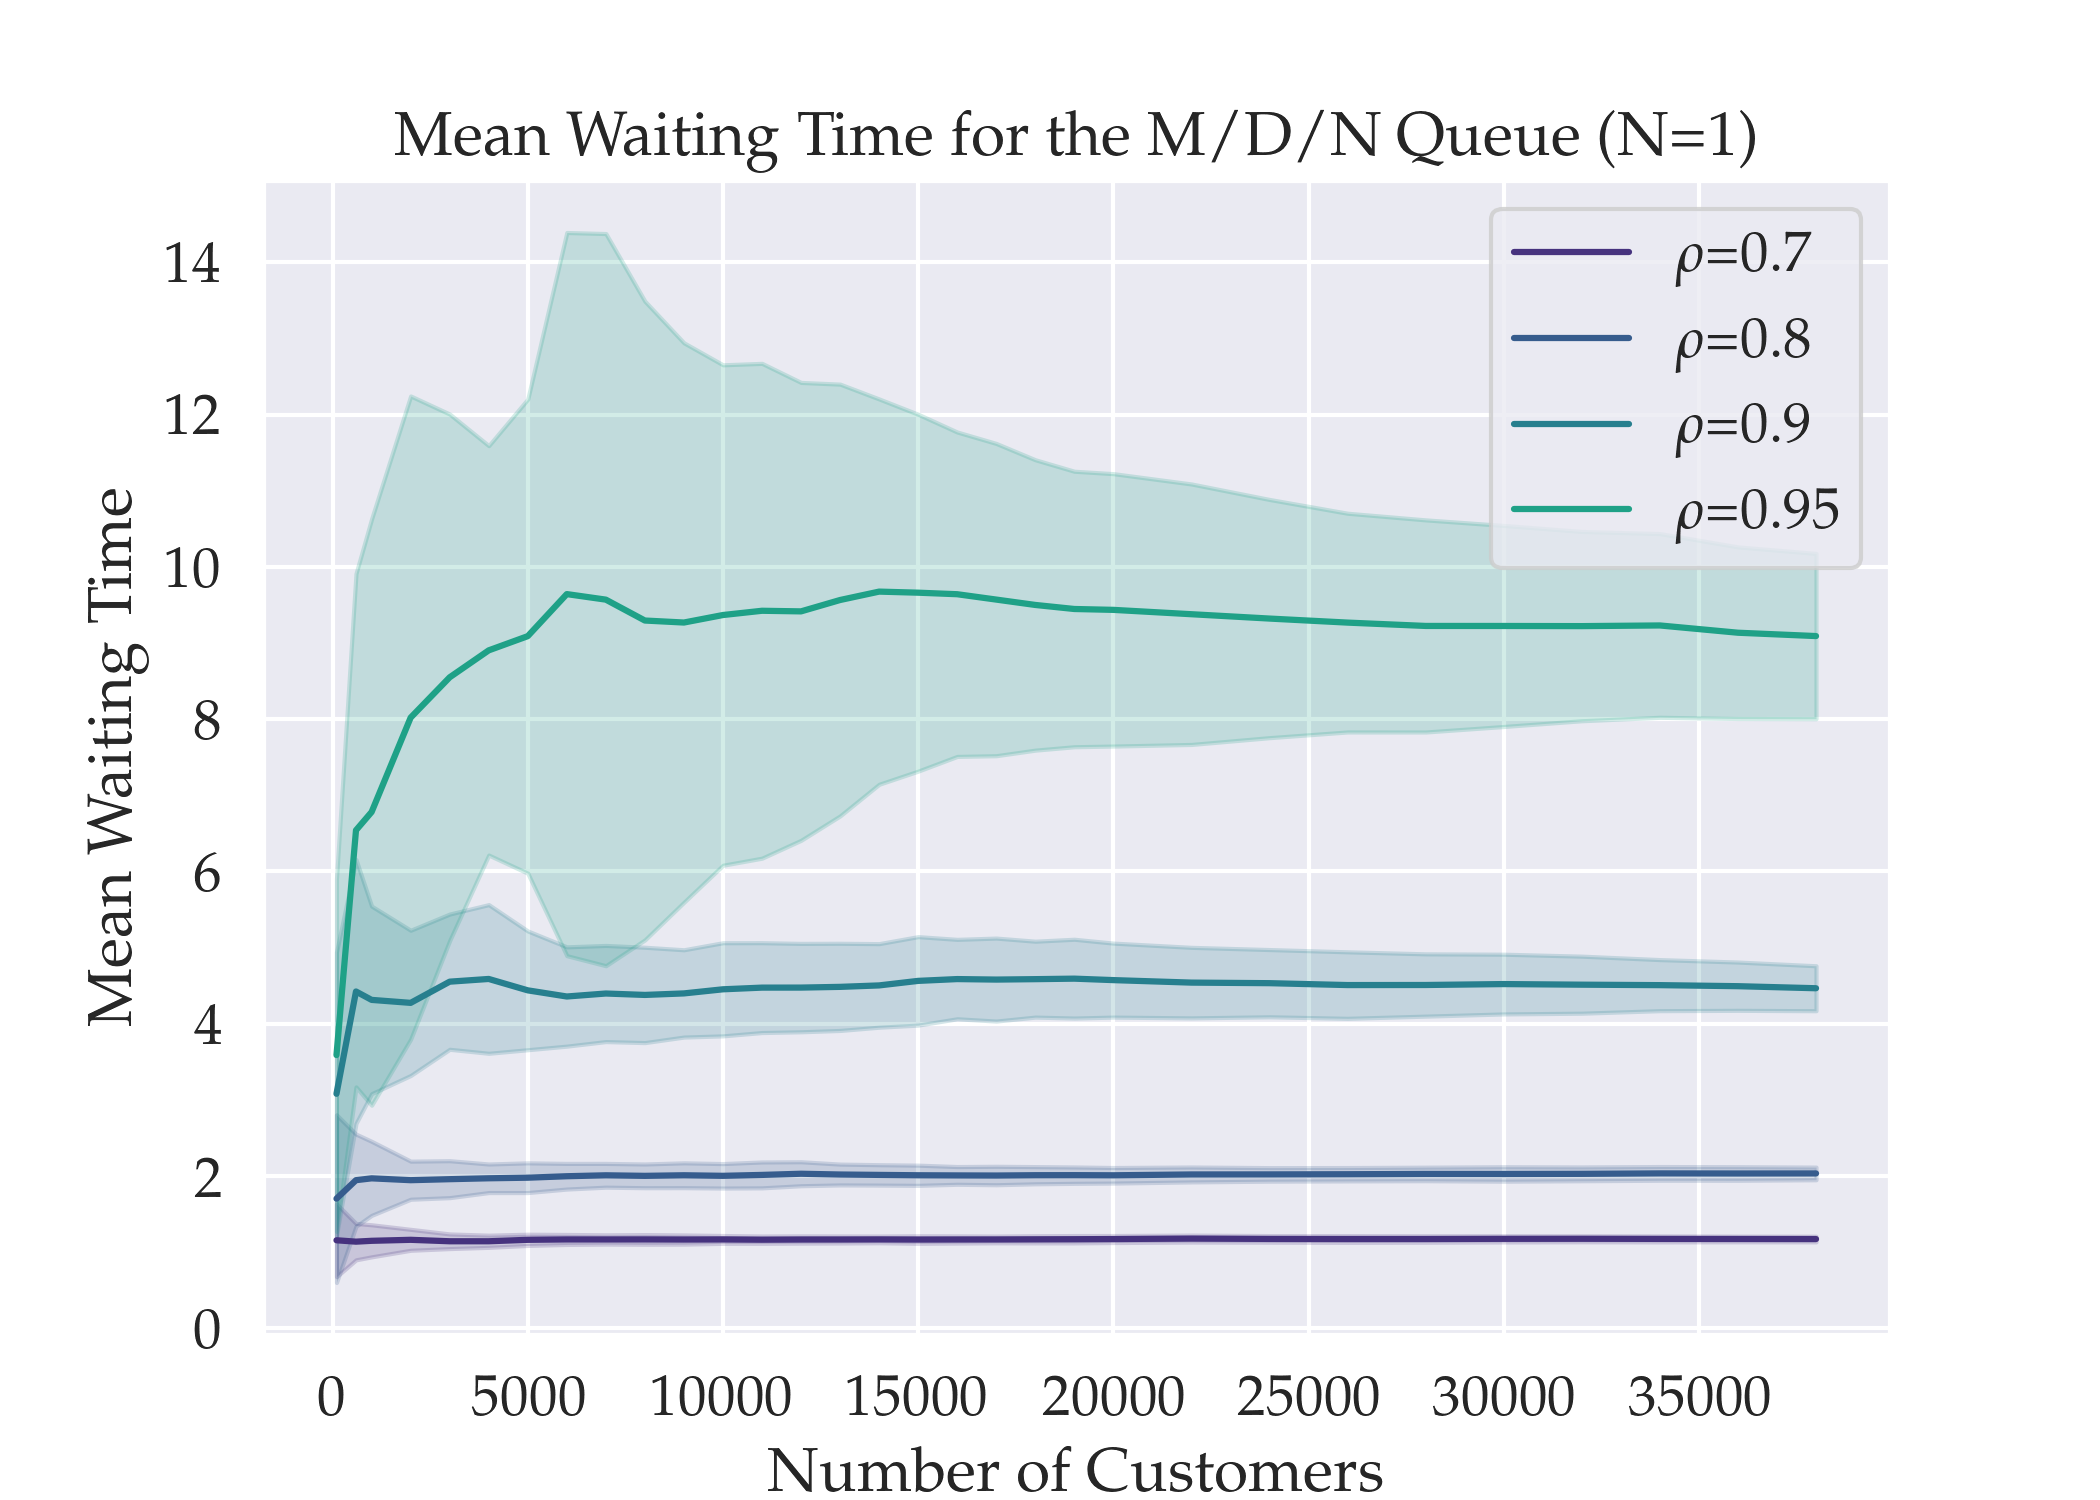 Mean Waiting Time for the M/D/N Queue (N=1)
ρ=0.7
ρ=0.8
ρ=0.9
ρ=0.95
Mean Waiting Time
14
12
10
8
6
4
2
0
0 5000 10000 15000 20000 25000 30000 35000
Number of Customers